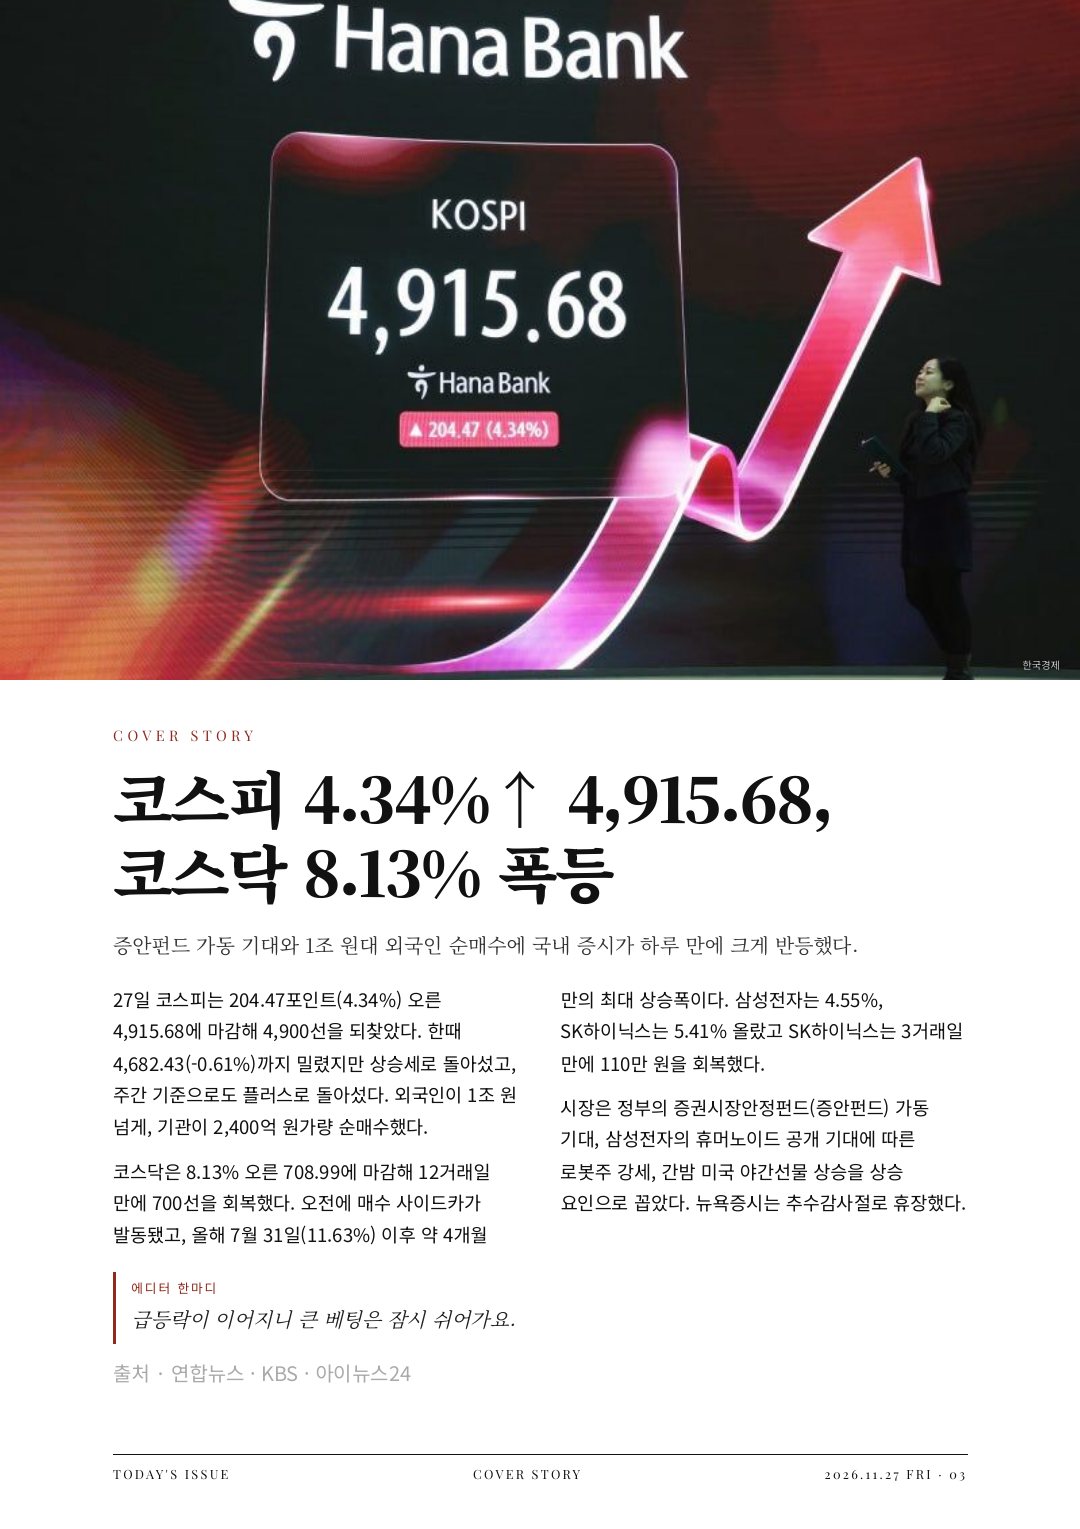 Hana Bank
KOSPI
4,915.68
Hana Bank
▲ 204.47 (4.34%)
한국경제
COVER STORY
코스피 4.34%↑ 4,915.68,
코스닥 8.13% 폭등
증안펀드 가동 기대와 1조 원대 외국인 순매수에 국내 증시가 하루 만에 크게 반등했다.
27일 코스피는 204.47포인트(4.34%) 오른
4,915.68에 마감해 4,900선을 되찾았다. 한때
4,682.43(-0.61%)까지 밀렸지만 상승세로 돌아섰고,
주간 기준으로도 플러스로 돌아섰다. 외국인이 1조 원
넘게, 기관이 2,400억 원가량 순매수했다.
코스닥은 8.13% 오른 708.99에 마감해 12거래일
만에 700선을 회복했다. 오전에 매수 사이드카가
발동됐고, 올해 7월 31일(11.63%) 이후 약 4개월
만의 최대 상승폭이다. 삼성전자는 4.55%,
SK하이닉스는 5.41% 올랐고 SK하이닉스는 3거래일
만에 110만 원을 회복했다.
시장은 정부의 증권시장안정펀드(증안펀드) 가동
기대, 삼성전자의 휴머노이드 공개 기대에 따른
로봇주 강세, 간밤 미국 야간선물 상승을 상승
요인으로 꼽았다. 뉴욕증시는 추수감사절로 휴장했다.
에디터 한마디
급등락이 이어지니 큰 베팅은 잠시 쉬어가요.
출처 · 연합뉴스 · KBS · 아이뉴스24
TODAY'S ISSUE
COVER STORY
2026.11.27 FRI · 03